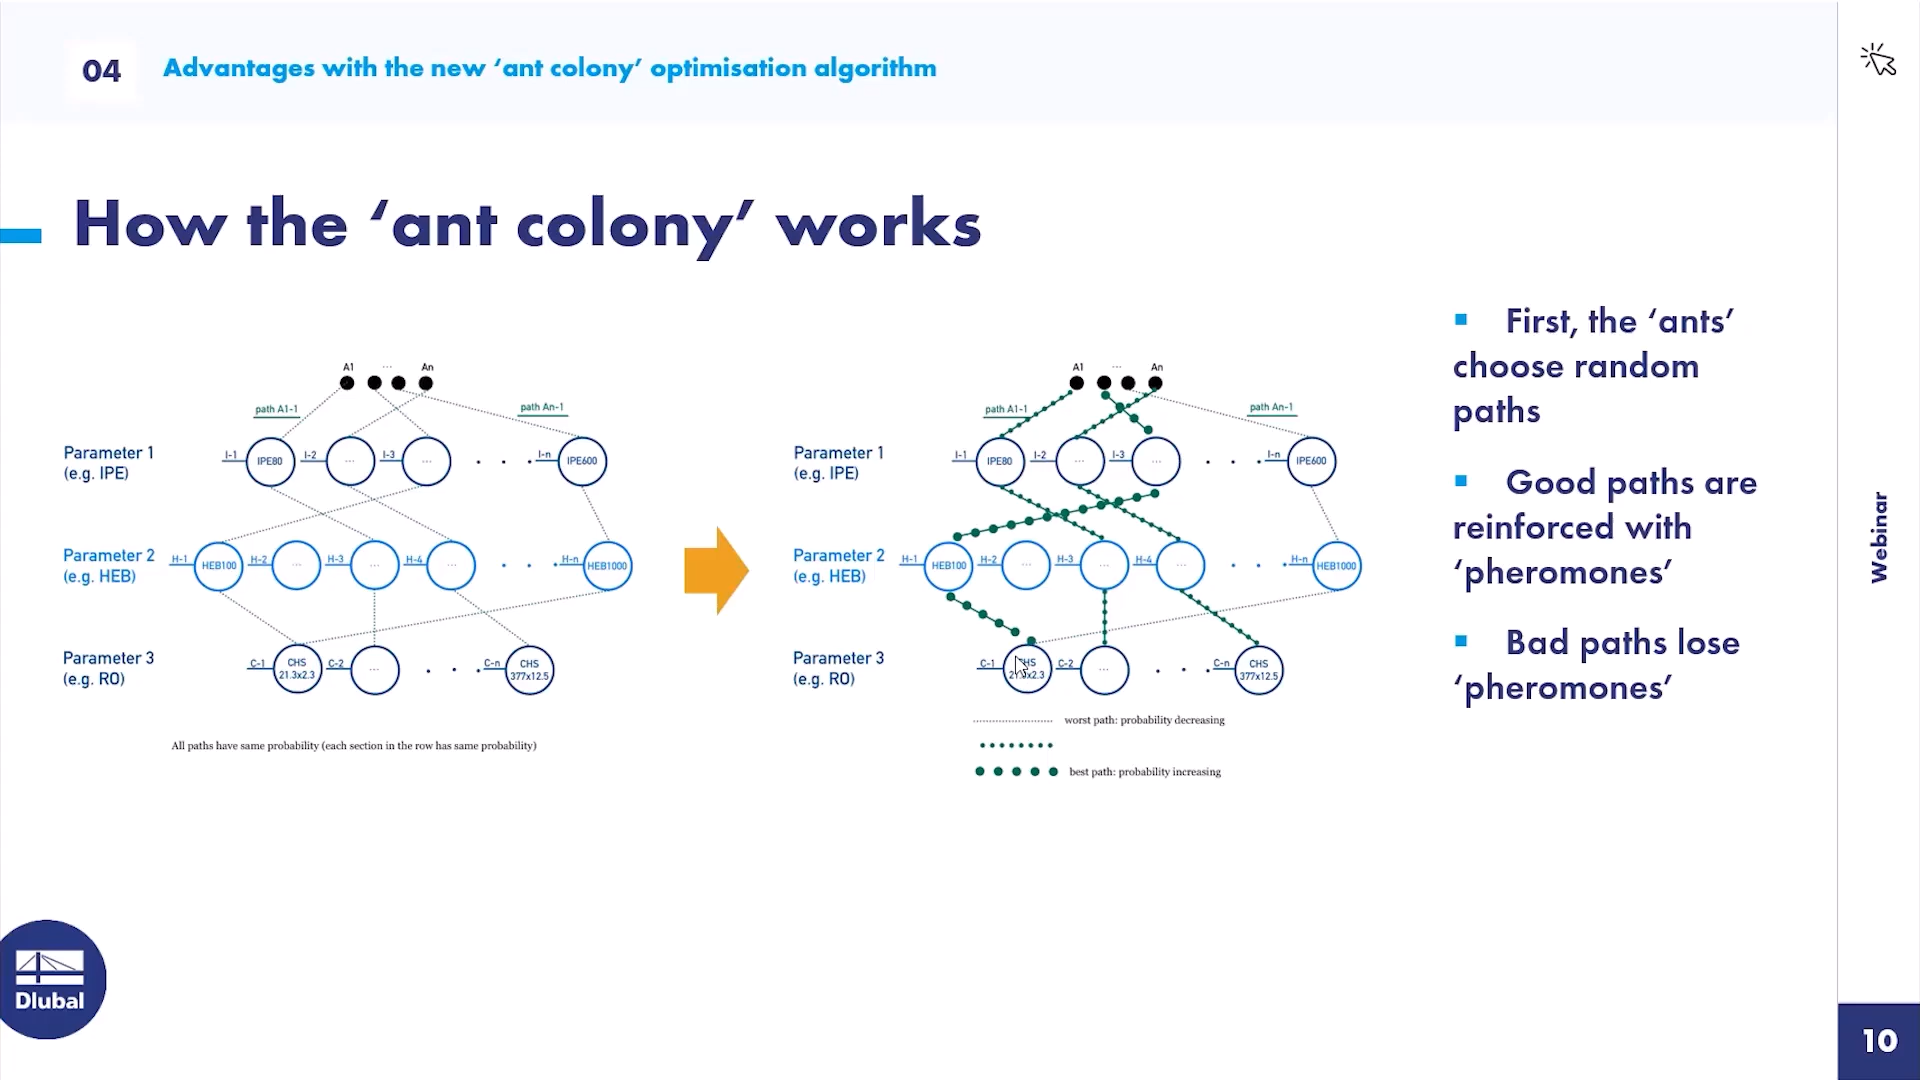 04
Advantages with the new ‘ant colony’ optimisation algorithm
How the ‘ant colony’ works
A1 ... An
path A1-1
path An-1
Parameter 1
(e.g. IPE)
I-1 IPE80 I-2 ... I-3 ... . . . I-n IPE600
Parameter 2
(e.g. HEB)
H-1 HEB100 H-2 ... H-3 ... H-4 ... . . . H-n HEB1000
Parameter 3
(e.g. RO)
C-1 CHS
21.3x2.3 C-2 ... . . . C-n CHS
377x12.5
All paths have same probability (each section in the row has same probability)
A1 ... An
path A1-1
path An-1
Parameter 1
(e.g. IPE)
I-1 IPE80 I-2 ... I-3 ... . . . I-n IPE600
Parameter 2
(e.g. HEB)
H-1 HEB100 H-2 ... H-3 ... H-4 ... . . . H-n HEB1000
Parameter 3
(e.g. RO)
C-1 C-2 ... . . . C-n CHS
377x12.5
worst path: probability decreasing
best path: probability increasing
▪ First, the ‘ants’
choose random
paths
▪ Good paths are
reinforced with
‘pheromones’
▪ Bad paths lose
‘pheromones’
Webinar
Dlubal
10